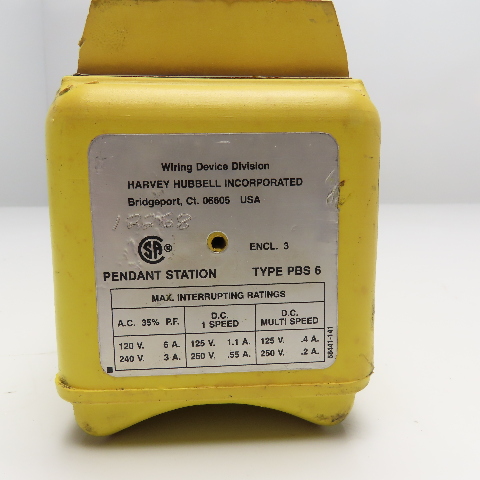 Wiring Device Division
HARVEY HUBBELL INCORPORATED
Bridgeport, Ct. 06605 USA
SA ®
ENCL. 3
PENDANT STATION TYPE PBS 6
MAX. INTERRUPTING RATINGS
A.C. 35% P.F. D.C. 1 SPEED D.C. MULTI SPEED
120 V. 6 A. 125 V. 1.1 A. 125 V. .4 A.
240 V. 3 A. 250 V. .55 A. 250 V. .2 A.